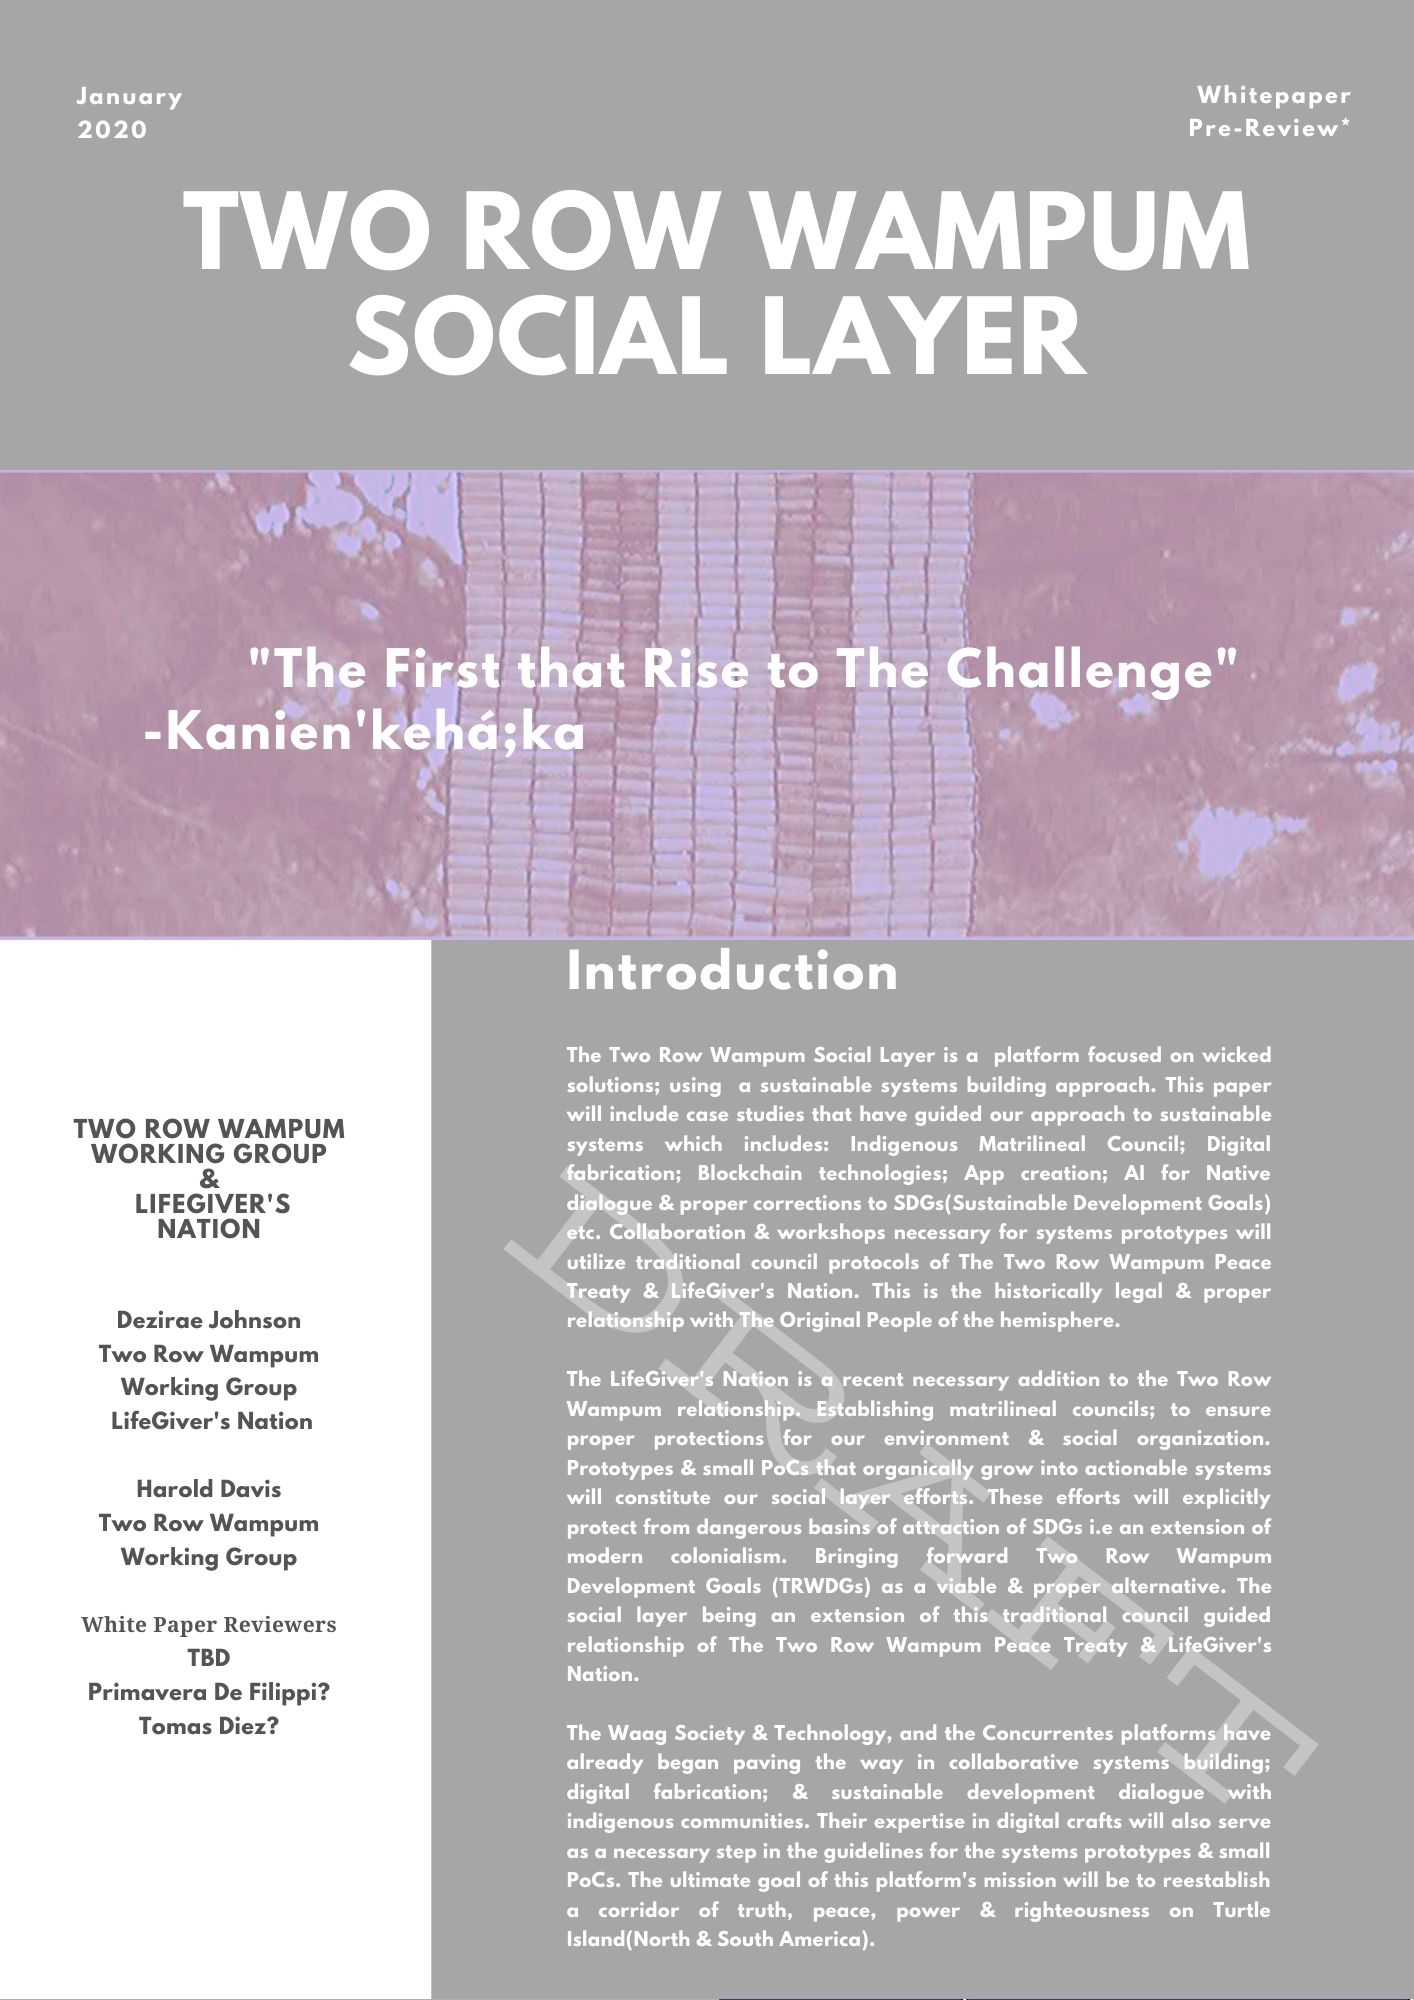 January
2020
Whitepaper
Pre-Review*
TWO ROW WAMPUM
SOCIAL LAYER
"The First that Rise to The Challenge"
-Kanien'kehá;ka
TWO ROW WAMPUM
WORKING GROUP
&
LIFEGIVER'S
NATION
Dezirae Johnson
Two Row Wampum
Working Group
LifeGiver's Nation
Harold Davis
Two Row Wampum
Working Group
White Paper Reviewers
TBD
Primavera De Filippi?
Tomas Diez?
Introduction
The Two Row Wampum Social Layer is a platform focused on wicked
solutions; using a sustainable systems building approach. This paper
will include case studies that have guided our approach to sustainable
systems which includes: Indigenous Matrilineal Council; Digital
fabrication; Blockchain technologies; App creation; AI for Native
dialogue & proper corrections to SDGs(Sustainable Development Goals)
etc. Collaboration & workshops necessary for systems prototypes will
utilize traditional council protocols of The Two Row Wampum Peace
Treaty & LifeGiver's Nation. This is the historically legal & proper
relationship with The Original People of the hemisphere.
The LifeGiver's Nation is a recent necessary addition to the Two Row
Wampum relationship. Establishing matrilineal councils; to ensure
proper protections for our environment & social organization.
Prototypes & small PoCs that organically grow into actionable systems
will constitute our social layer efforts. These efforts will explicitly
protect from dangerous basins of attraction of SDGs i.e an extension of
modern colonialism. Bringing forward Two Row Wampum
Development Goals (TRWDGs) as a viable & proper alternative. The
social layer being an extension of this traditional council guided
relationship of The Two Row Wampum Peace Treaty & LifeGiver's
Nation.
The Waag Society & Technology, and the Concurrentes platforms have
already began paving the way in collaborative systems building;
digital fabrication; & sustainable development dialogue with
indigenous communities. Their expertise in digital crafts will also serve
as a necessary step in the guidelines for the systems prototypes & small
PoCs. The ultimate goal of this platform's mission will be to reestablish
a corridor of truth, peace, power & righteousness on Turtle
Island(North & South America).
DRAFT